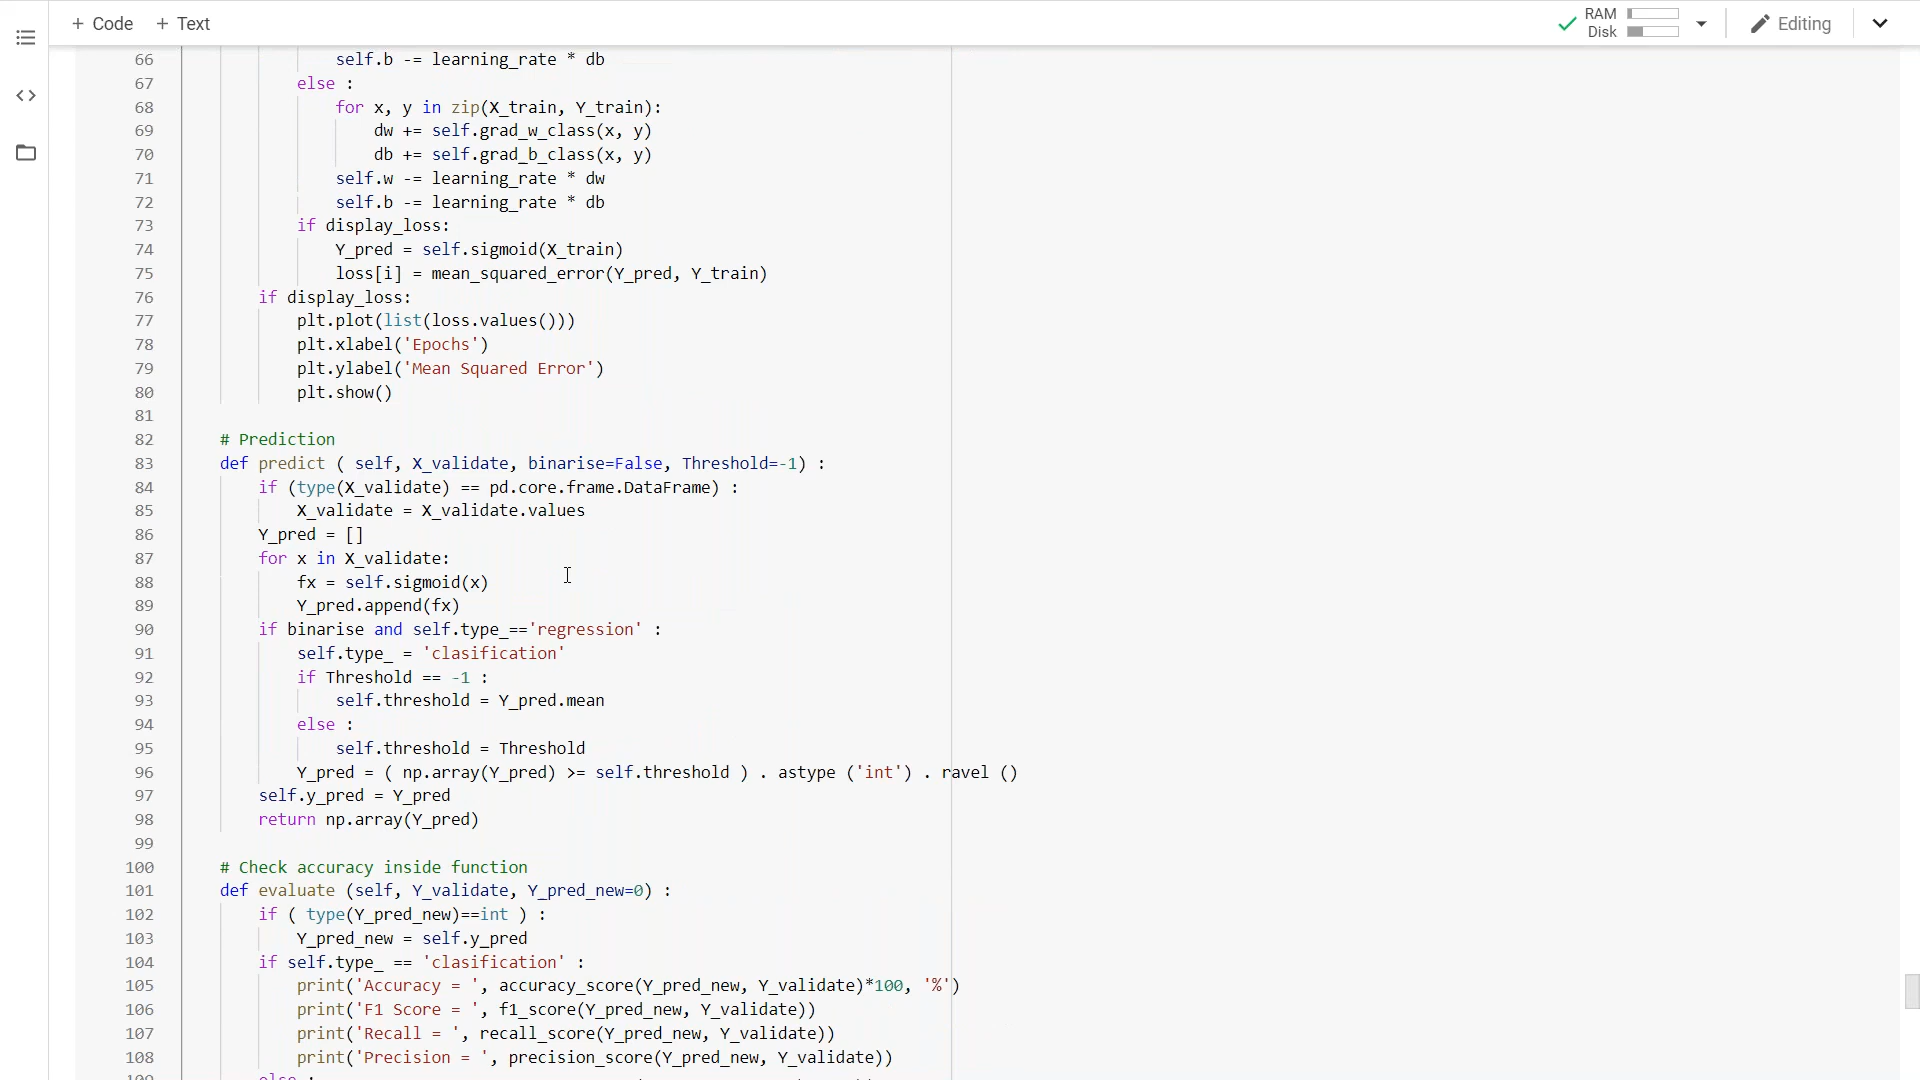 + Code + Text
RAM
Disk
Editing
66 self.b -= learning_rate * db
67 else :
68 for x, y in zip(X_train, Y_train):
69 dw += self.grad_w_class(x, y)
70 db += self.grad_b_class(x, y)
71 self.w -= learning_rate * dw
72 self.b -= learning_rate * db
73 if display_loss:
74 Y_pred = self.sigmoid(X_train)
75 loss[i] = mean_squared_error(Y_pred, Y_train)
76 if display_loss:
77 plt.plot(list(loss.values()))
78 plt.xlabel('Epochs')
79 plt.ylabel('Mean Squared Error')
80 plt.show()
81
82 # Prediction
83 def predict ( self, X_validate, binarise=False, Threshold=-1) :
84 if (type(X_validate) == pd.core.frame.DataFrame) :
85 X_validate = X_validate.values
86 Y_pred = []
87 for x in X_validate:
88 fx = self.sigmoid(x)
89 Y_pred.append(fx)
90 if binarise and self.type_=='regression' :
91 self.type_ = 'clasification'
92 if Threshold == -1 :
93 self.threshold = Y_pred.mean
94 else :
95 self.threshold = Threshold
96 Y_pred = ( np.array(Y_pred) >= self.threshold ) . astype ('int') . ravel ()
97 self.y_pred = Y_pred
98 return np.array(Y_pred)
99
100 # Check accuracy inside function
101 def evaluate (self, Y_validate, Y_pred_new=0) :
102 if ( type(Y_pred_new)==int ) :
103 Y_pred_new = self.y_pred
104 if self.type_ == 'clasification' :
105 print('Accuracy = ', accuracy_score(Y_pred_new, Y_validate)*100, '%')
106 print('F1 Score = ', f1_score(Y_pred_new, Y_validate))
107 print('Recall = ', recall_score(Y_pred_new, Y_validate))
108 print('Precision = ', precision_score(Y_pred_new, Y_validate))
109 else :